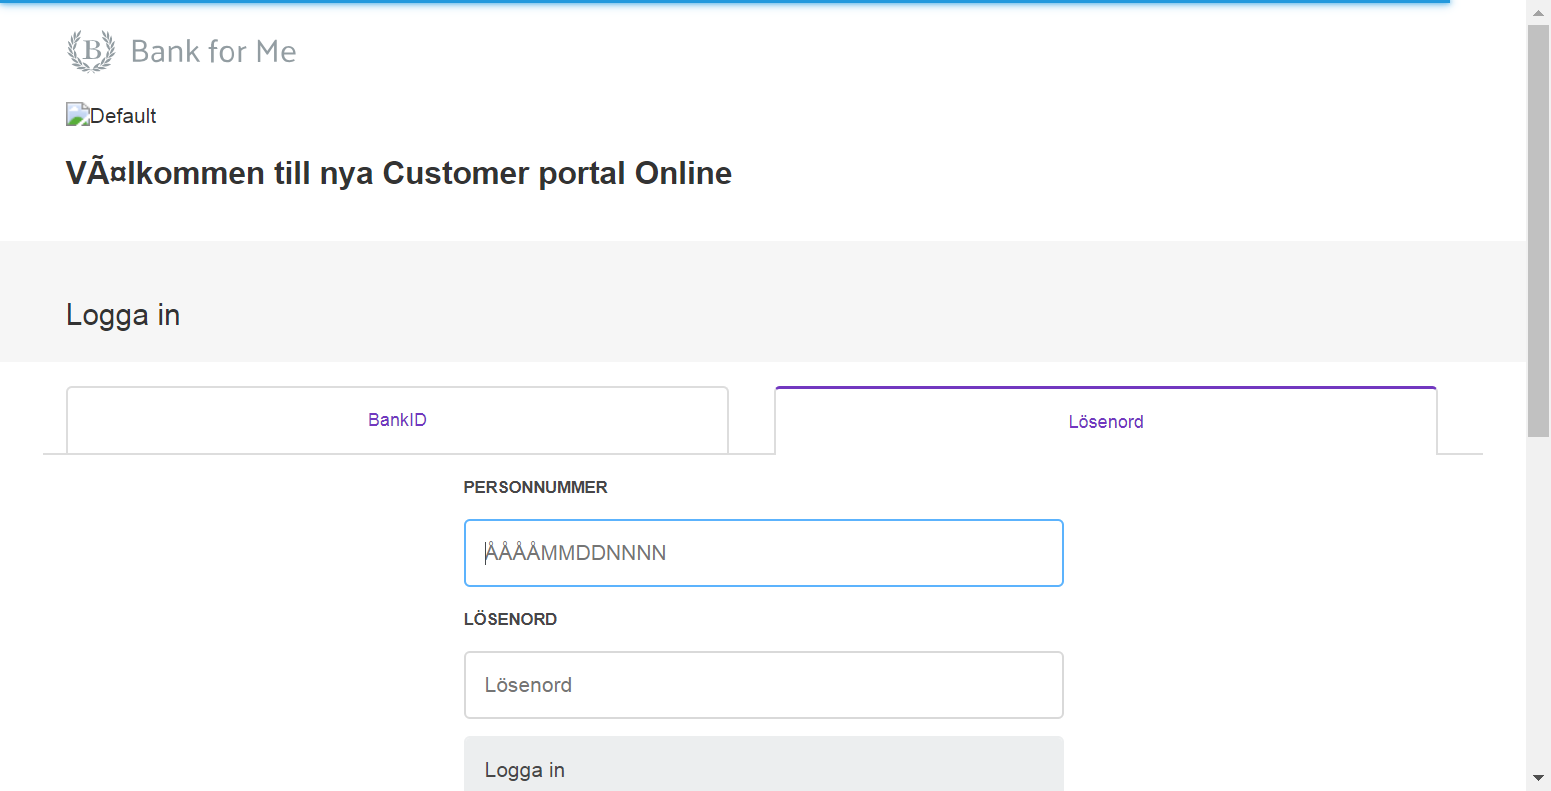 B Bank for Me
Default
VÃ¤lkommen till nya Customer portal Online
Logga in
BankID
Lösenord
PERSONNUMMER
ÅÅÅÅMMDDNNNN
LÖSENORD
Lösenord
Logga in